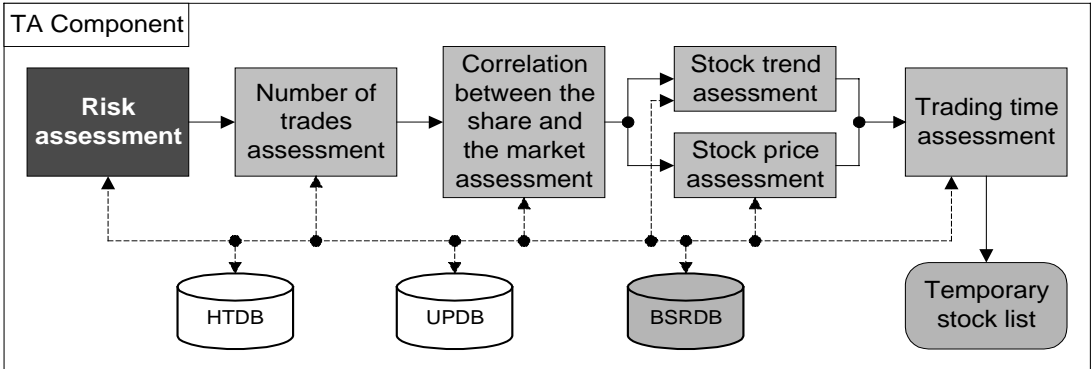 TA Component
Risk
assessment
Number of
trades
assessment
Correlation
between the
share and
the market
assessment
Stock trend
asessment
Stock price
assessment
Trading time
assessment
HTDB
UPDB
BSRDB
Temporary
stock list